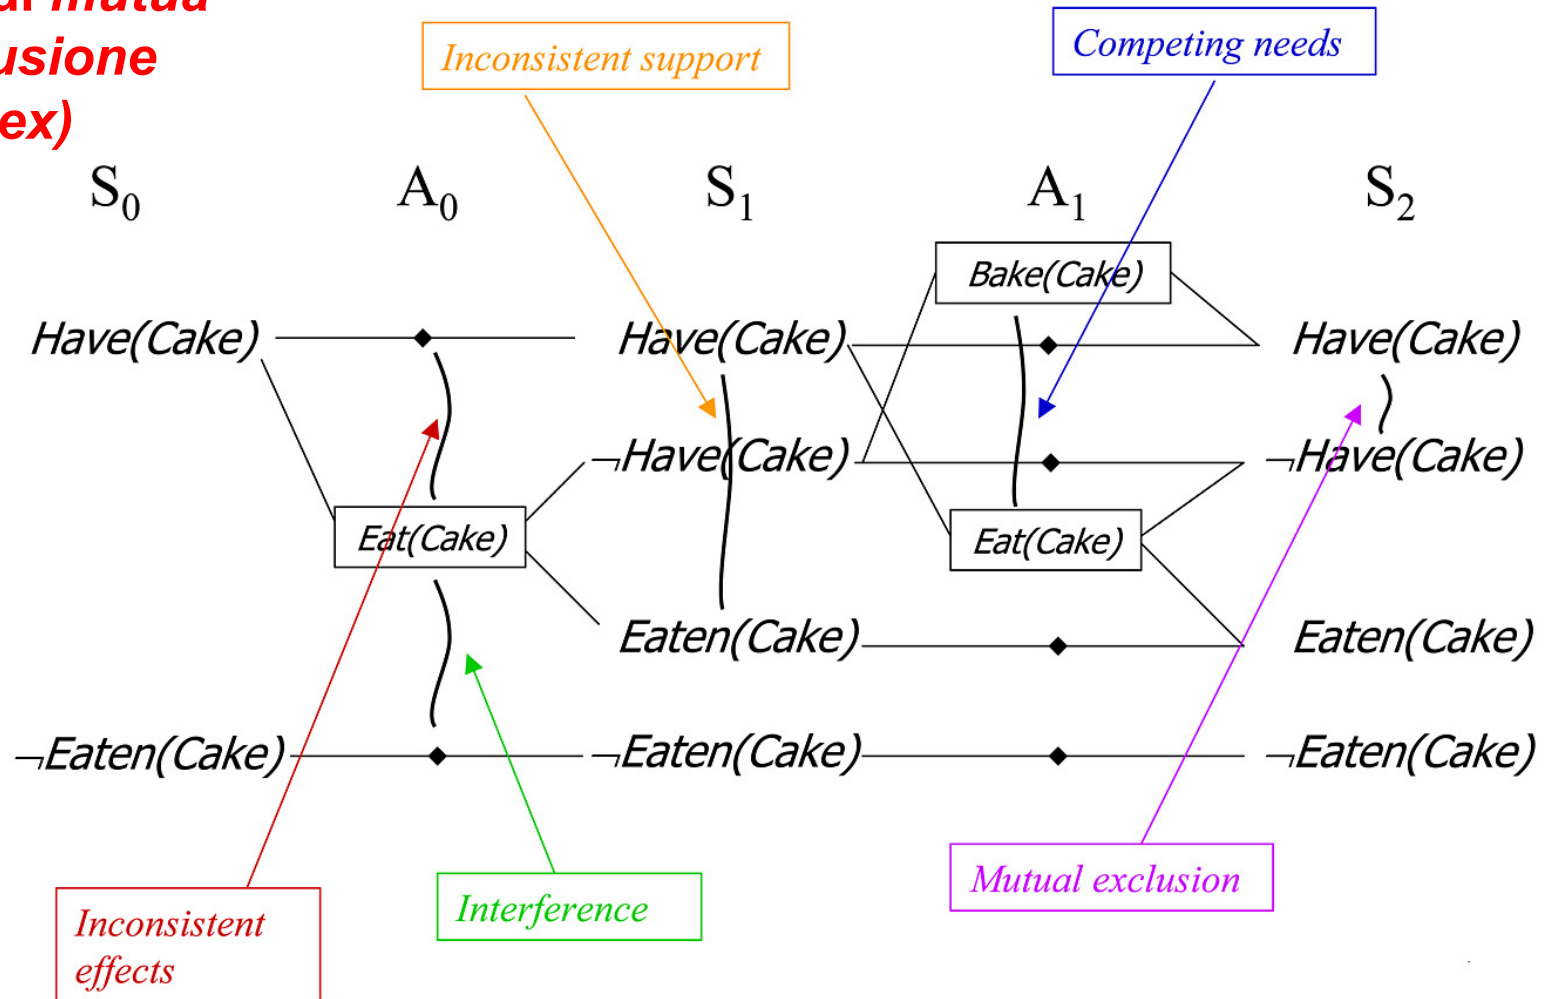 di mutua
usione
ex)
Inconsistent support
Competing needs
S0 A0 S1 A1 S2
Bake(Cake)
Have(Cake) Have(Cake) Have(Cake)
¬Have(Cake) ¬Have(Cake)
Eat(Cake) Eat(Cake)
Eaten(Cake) Eaten(Cake)
¬Eaten(Cake) ¬Eaten(Cake) ¬Eaten(Cake)
Mutual exclusion
Interference
Inconsistent
effects